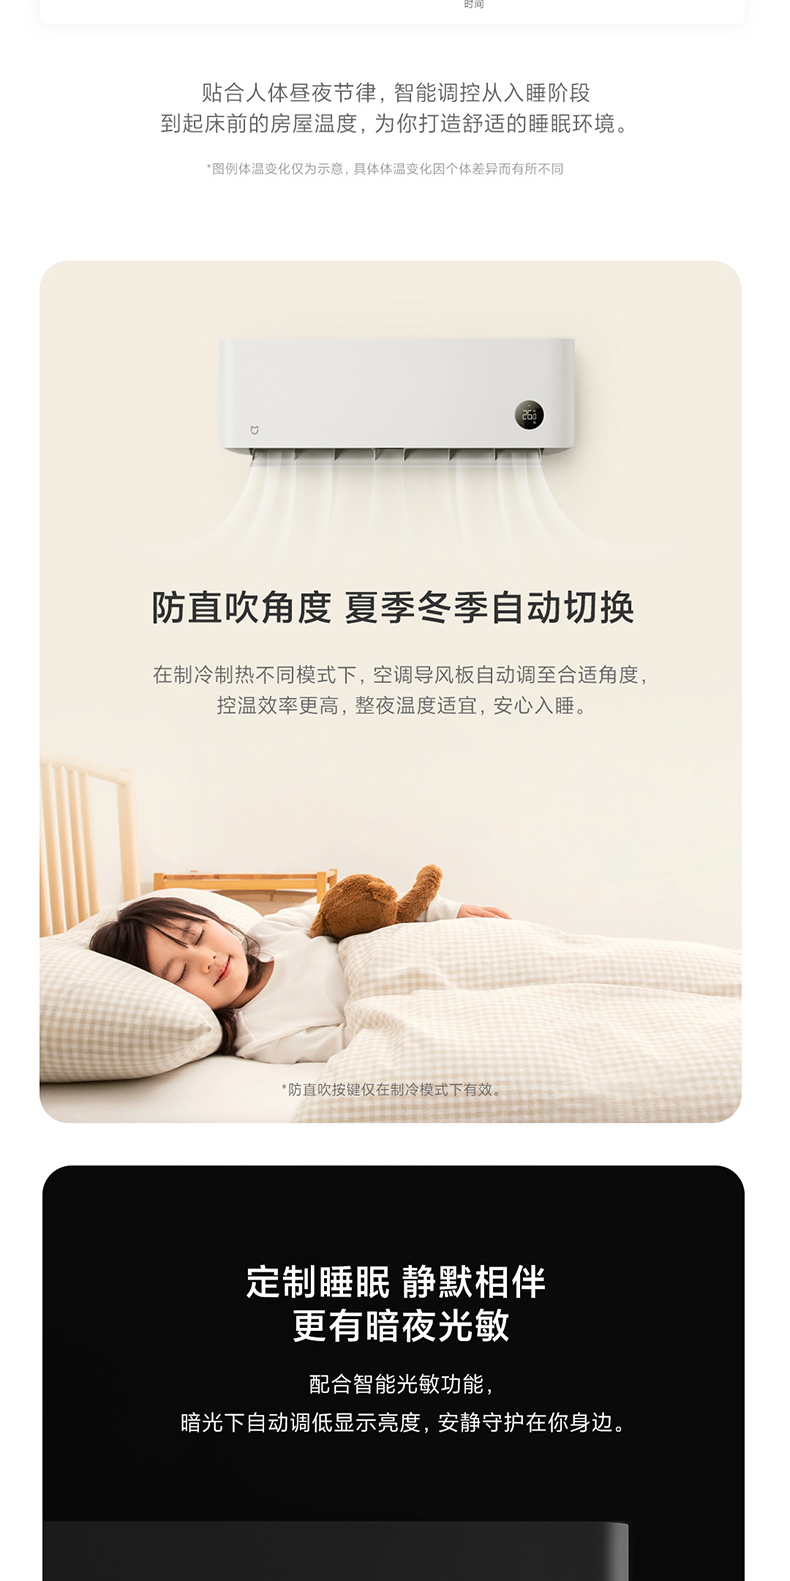 时间
贴合人体昼夜节律, 智能调控从入睡阶段
到起床前的房屋温度, 为你打造舒适的睡眠环境。
*图例体温变化仅为示意, 具体体温变化因个体差异而有所不同
26
防直吹角度 夏季冬季自动切换
在制冷制热不同模式下, 空调导风板自动调至合适角度,
控温效率更高, 整夜温度适宜, 安心入睡。
*防直吹按键仅在制冷模式下有效。
定制睡眠 静默相伴
更有暗夜光敏
配合智能光敏功能,
暗光下自动调低显示亮度, 安静守护在你身边。